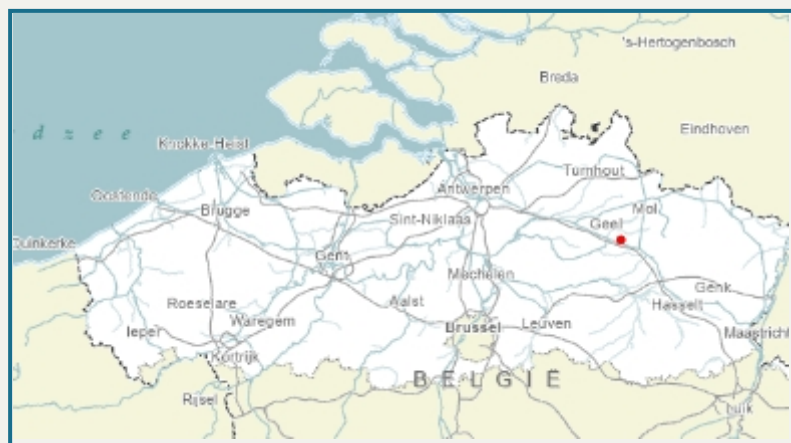 's-Hertogenbosch
Breda
d z e e
Eindhoven
Knokke-Heist
Turnhout
Antwerpen
Oostende
Mol
Brugge
Sint-Niklaas
Geel
Duinkerke
Gent
Mechelen
Genk
Roeselare
Aalst
Hasselt
Waregem
Brussel
Leuven
Ieper
Maastricht
Kortrijk
BELGIË
Rijsel
Luik